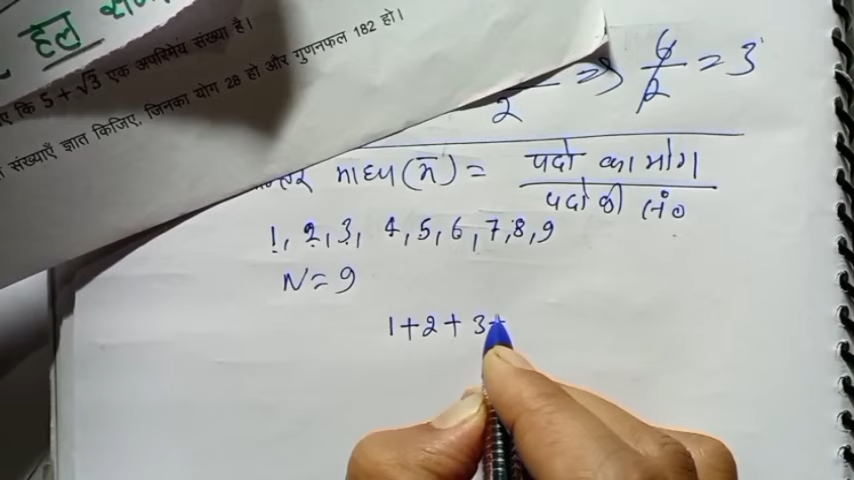 हल
कि 5 + √3 एक अपरिमेय संख्या है।
संख्याएँ ज्ञात किजिए, जिनका योग 28 हो और गुणनफल 182 हो।
2 ⇒ 6/2 = 3
माध्य (x̄) = पदो का योग / पदो की सं०
1, 2, 3, 4, 5, 6, 7, 8, 9
N = 9
1 + 2 + 3 +